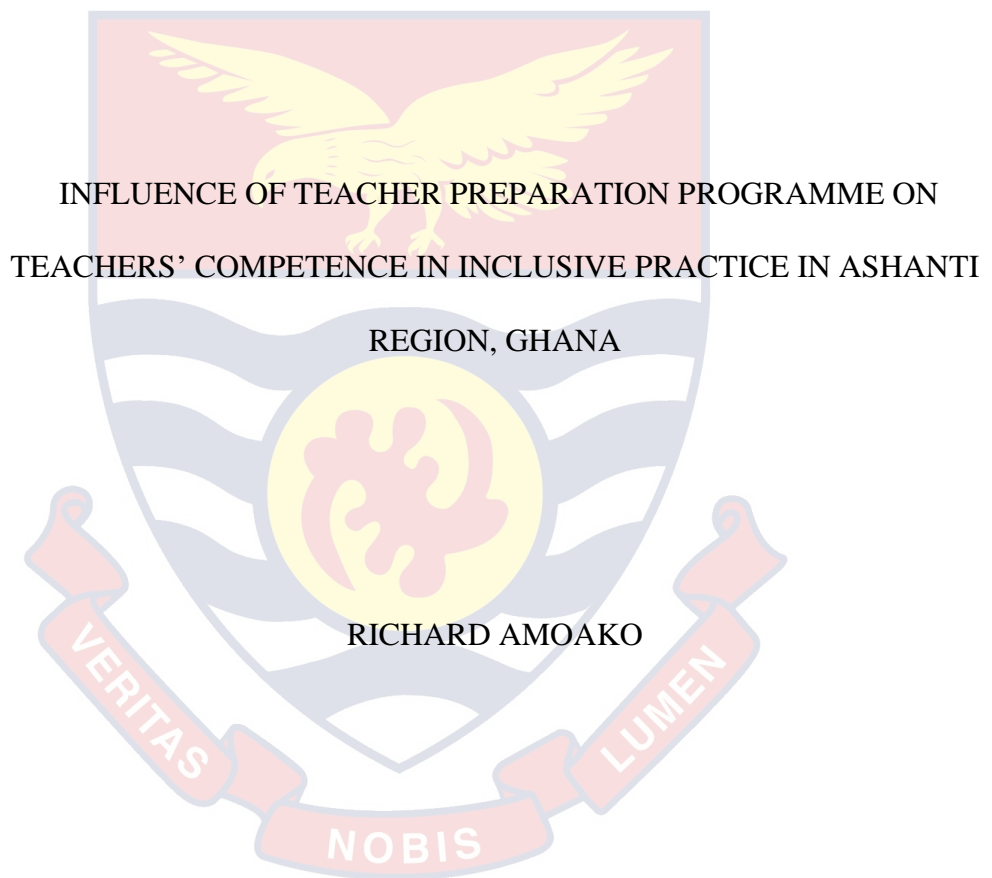 INFLUENCE OF TEACHER PREPARATION PROGRAMME ON
TEACHERS’ COMPETENCE IN INCLUSIVE PRACTICE IN ASHANTI
REGION, GHANA
RICHARD AMOAKO
VERITAS
NOBIS
LUMEN